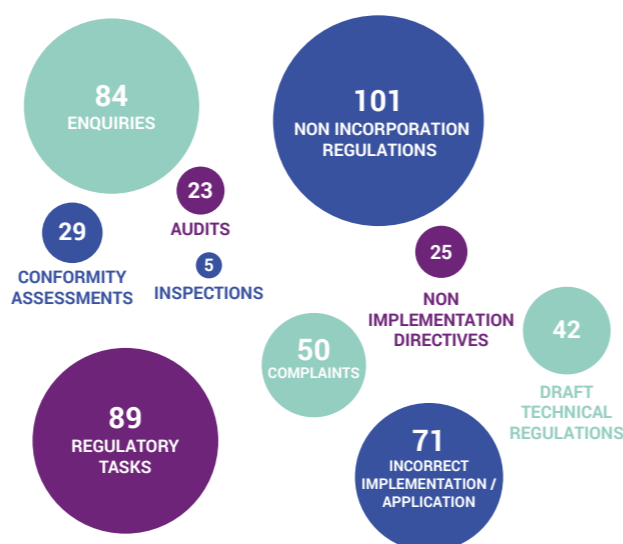 84
ENQUIRIES
101
NON INCORPORATION
REGULATIONS
23
AUDITS
29
CONFORMITY
ASSESSMENTS
5
INSPECTIONS
25
NON
IMPLEMENTATION
DIRECTIVES
42
DRAFT
TECHNICAL
REGULATIONS
50
COMPLAINTS
89
REGULATORY
TASKS
71
INCORRECT
IMPLEMENTATION /
APPLICATION